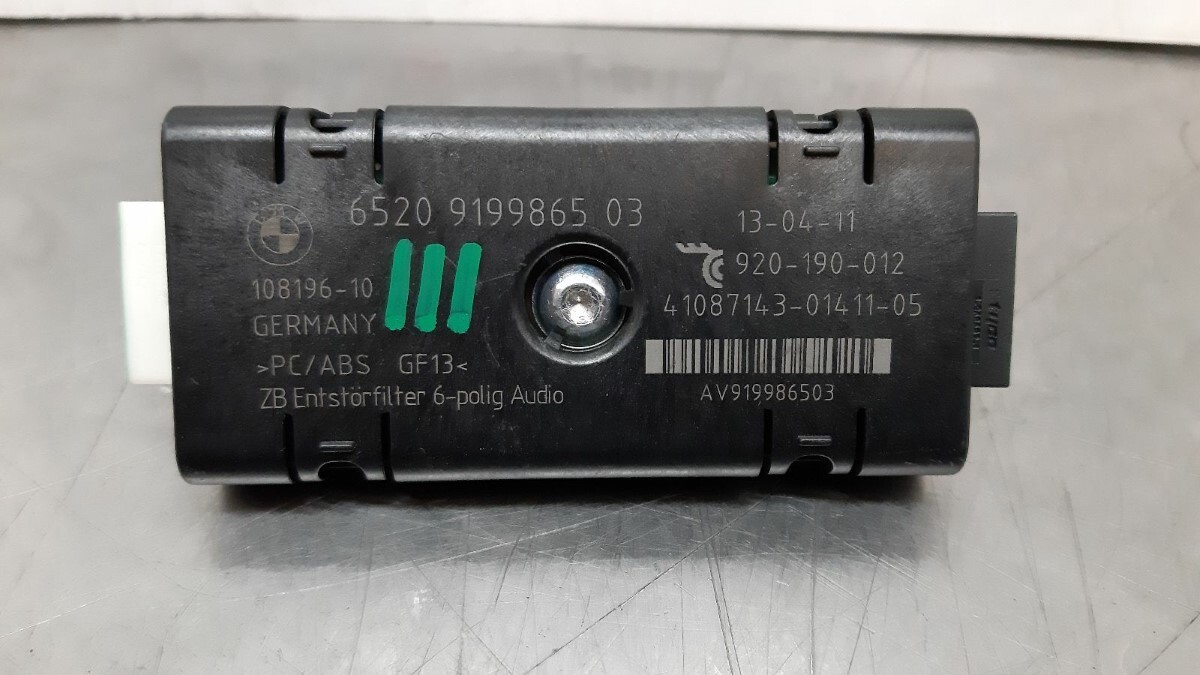 6520 9199865 03
108196-10
GERMANY
>PC/ABS GF13<
ZB Entstörfilter 6-polig Audio
13-04-11
920-190-012
41087143-01411-05
AV919986503